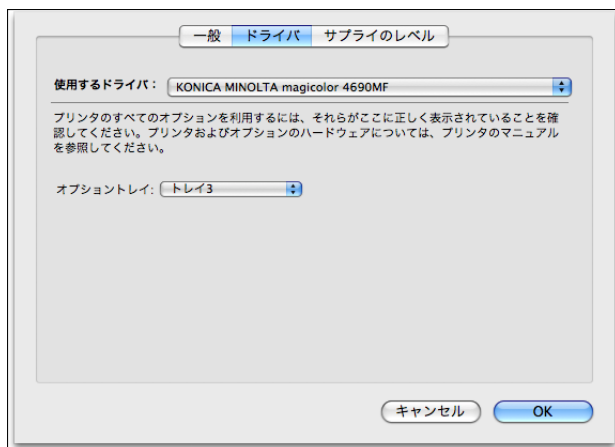 一般 ドライバ サプライのレベル
使用するドライバ： KONICA MINOLTA magicolor 4690MF
プリンタのすべてのオプションを利用するには、それらがここに正しく表示されていることを確
認してください。プリンタおよびオプションのハードウェアについては、プリンタのマニュアル
を参照してください。
オプショントレイ: トレイ3
キャンセル OK